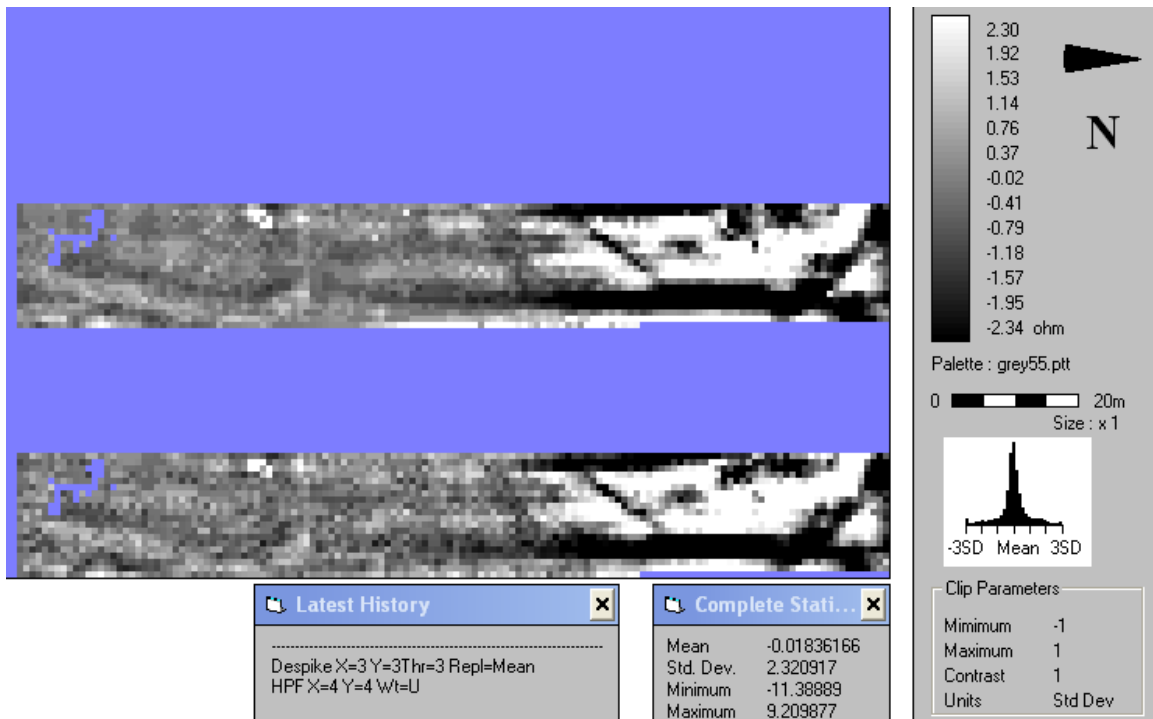 2.30
1.92
1.53
1.14
0.76
0.37
-0.02
-0.41
-0.79
-1.18
-1.57
-1.95
-2.34 ohm
N
Palette : grey55.ptt
0 20m
Size : x 1
-3SD Mean 3SD
Clip Parameters
Mimimum -1
Maximum 1
Contrast 1
Units Std Dev
Latest History
Despike X=3 Y=3Thr=3 Repl=Mean
HPF X=4 Y=4 Wt=U
Complete Stati...
Mean -0.01836166
Std. Dev. 2.320917
Minimum -11.38889
Maximum 9.209877